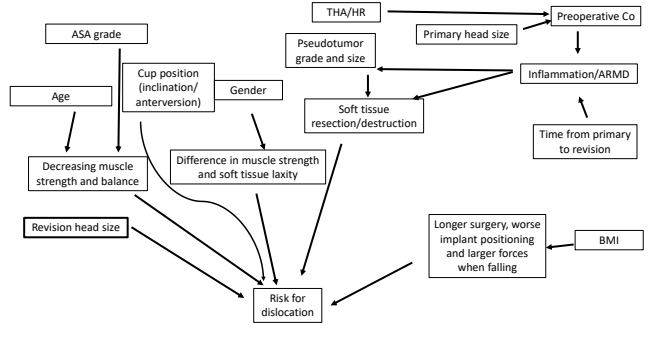 THA/HR
Preoperative Co
Primary head size
ASA grade
Pseudotumor
grade and size
Inflammation/ARMD
Cup position
(inclination/
anterversion)
Gender
Age
Soft tissue
resection/destruction
Time from primary
to revision
Decreasing muscle
strength and balance
Difference in muscle strength
and soft tissue laxity
Revision head size
Longer surgery, worse
implant positioning
and larger forces
when falling
BMI
Risk for
dislocation